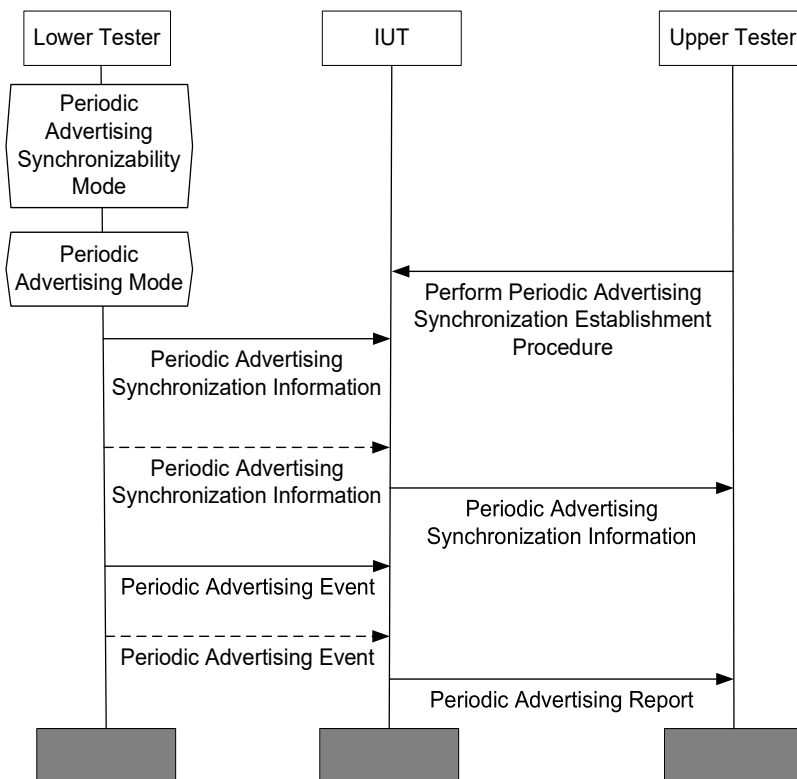 Lower Tester
IUT
Upper Tester
Periodic
Advertising
Synchronizability
Mode
Periodic
Advertising Mode
Perform Periodic Advertising
Synchronization Establishment
Procedure
Periodic Advertising
Synchronization Information
Periodic Advertising
Synchronization Information
Periodic Advertising
Synchronization Information
Periodic Advertising Event
Periodic Advertising Event
Periodic Advertising Report